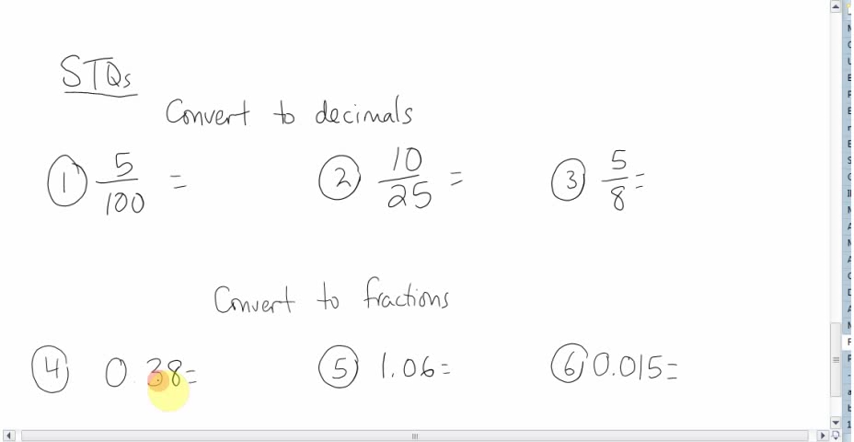 STQs
Convert to decimals
① 5/100 = ② 10/25 = ③ 5/8 =
Convert to fractions
④ 0.38= ⑤ 1.06= ⑥ 0.015=